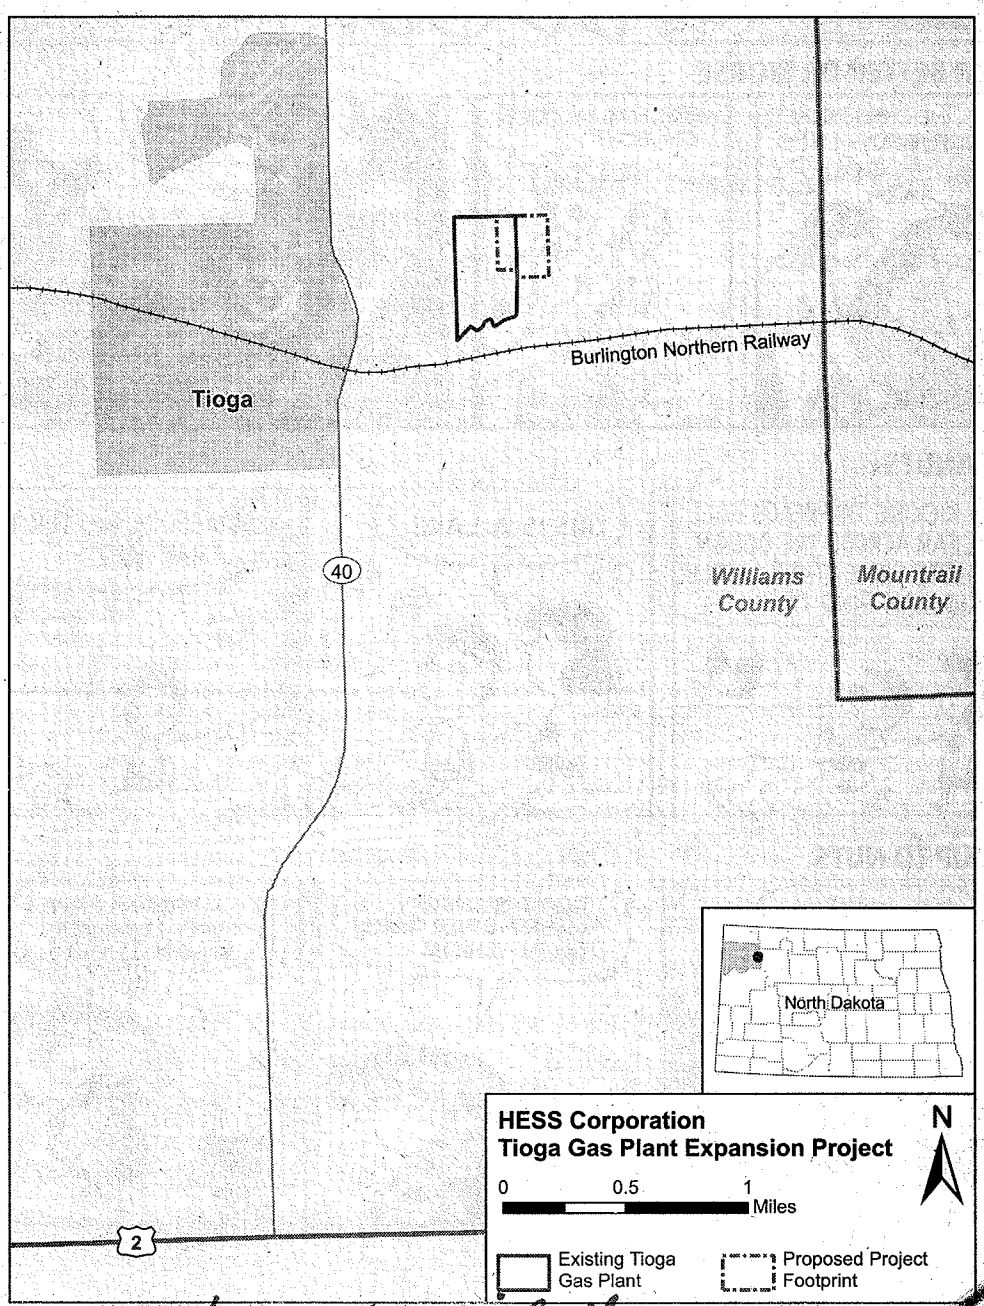 Burlington Northern Railway
Tioga
40
Williams
County
Mountrail
County
North Dakota
HESS Corporation
Tioga Gas Plant Expansion Project
N
0 0.5 1
Miles
Existing Tioga
Gas Plant
Proposed Project
Footprint
2